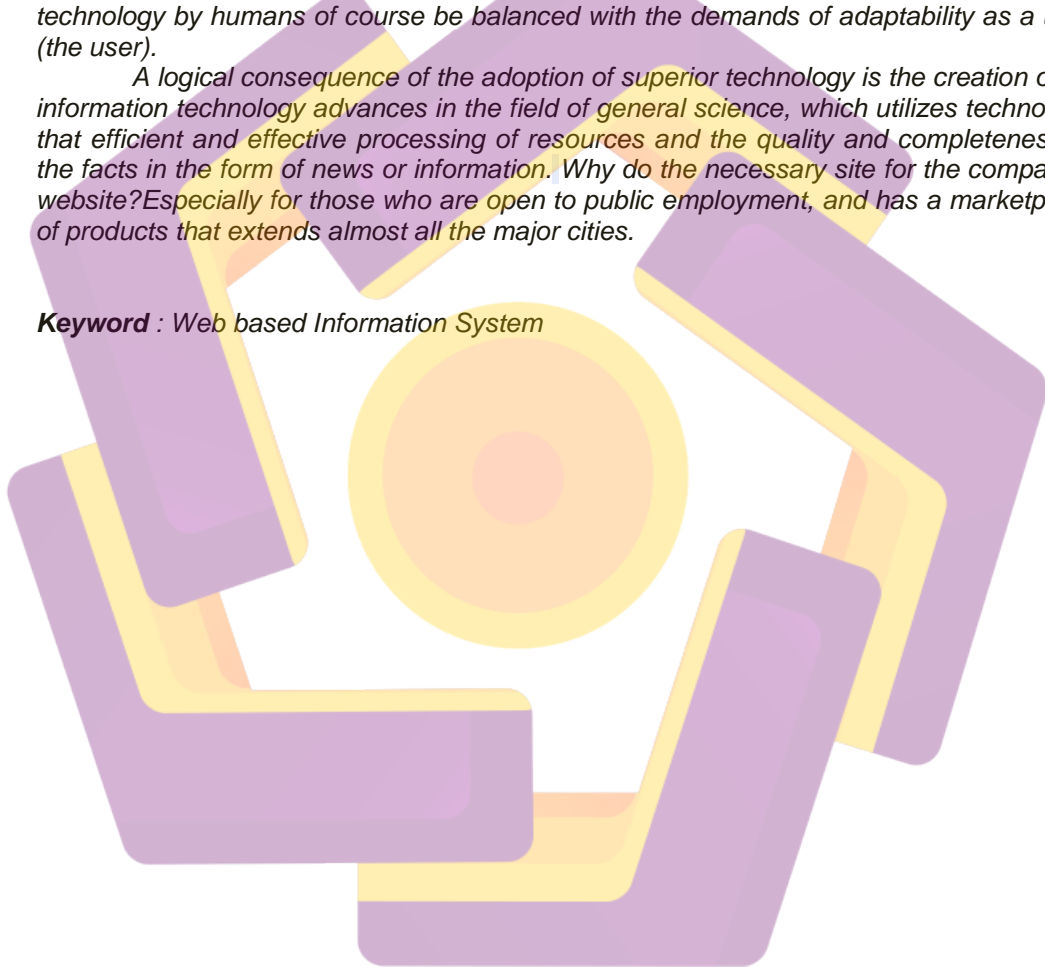 technology by humans of course be balanced with the demands of adaptability as a
(the user).
A logical consequence of the adoption of superior technology is the creation
information technology advances in the field of general science, which utilizes
that efficient and effective processing of resources and the quality and
the facts in the form of news or information. Why do the necessary site for the
website?Especially for those who are open to public employment, and has a
of products that extends almost all the major cities.
Keyword : Web based Information System